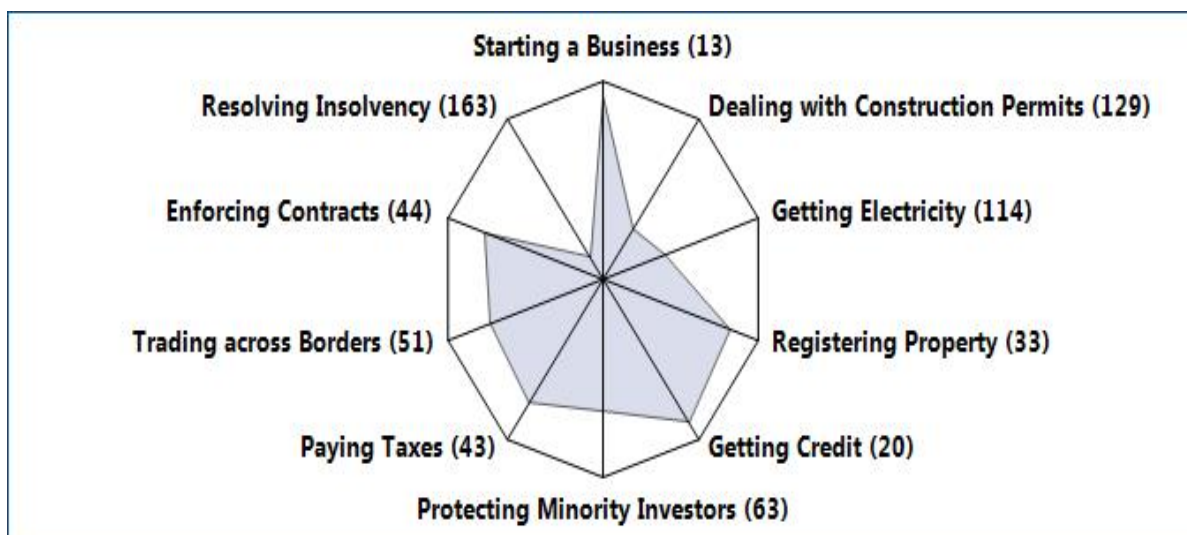 Starting a Business (13)
Resolving Insolvency (163)
Dealing with Construction Permits (129)
Enforcing Contracts (44)
Getting Electricity (114)
Trading across Borders (51)
Registering Property (33)
Paying Taxes (43)
Getting Credit (20)
Protecting Minority Investors (63)